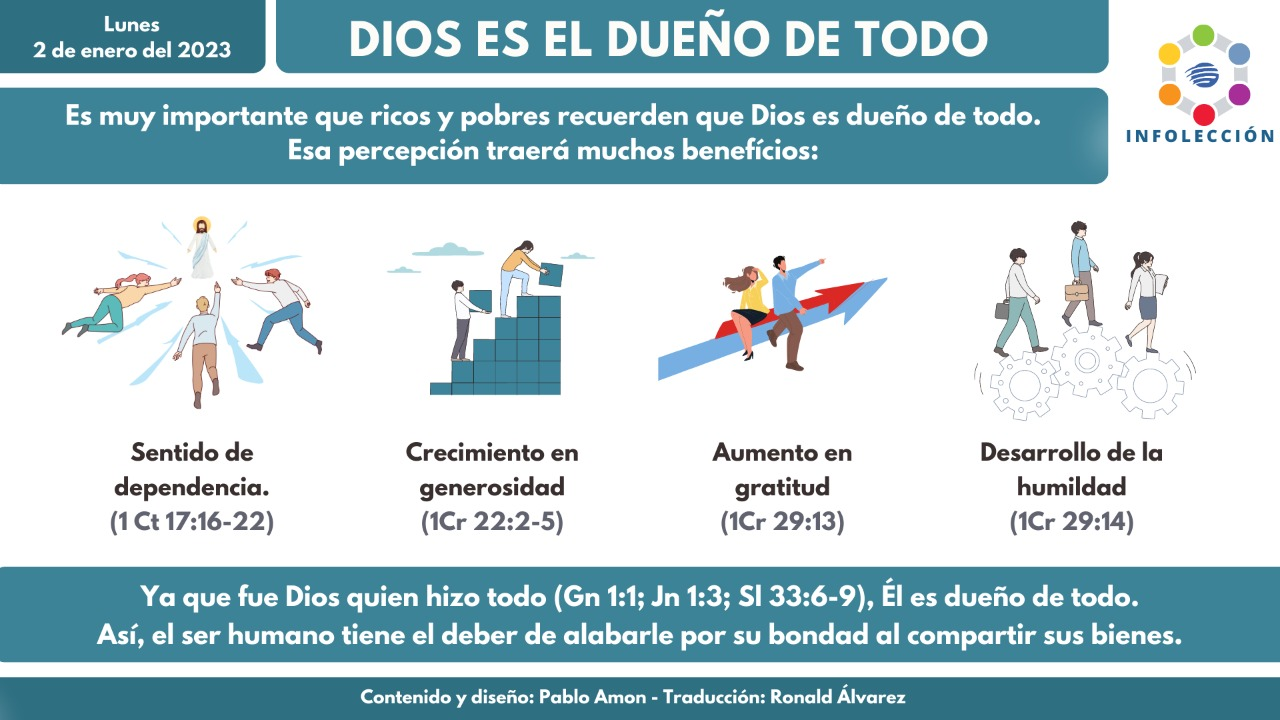 Lunes
2 de enero del 2023
DIOS ES EL DUEÑO DE TODO
INFOLECCIÓN
Es muy importante que ricos y pobres recuerden que Dios es dueño de todo.
Esa percepción traerá muchos benefícios:
Sentido de
dependencia.
(1 Ct 17:16-22)
Crecimiento en
generosidad
(1Cr 22:2-5)
Aumento en
gratitud
(1Cr 29:13)
Desarrollo de la
humildad
(1Cr 29:14)
Ya que fue Dios quien hizo todo (Gn 1:1; Jn 1:3; Sl 33:6-9), Él es dueño de todo.
Así, el ser humano tiene el deber de alabarle por su bondad al compartir sus bienes.
Contenido y diseño: Pablo Amon - Traducción: Ronald Álvarez